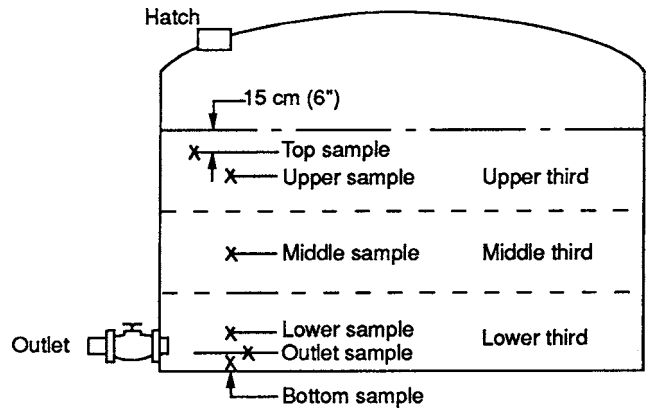 Hatch
15 cm (6")
Top sample
Upper sample
Upper third
Middle sample
Middle third
Lower sample
Lower third
Outlet
Outlet sample
Bottom sample